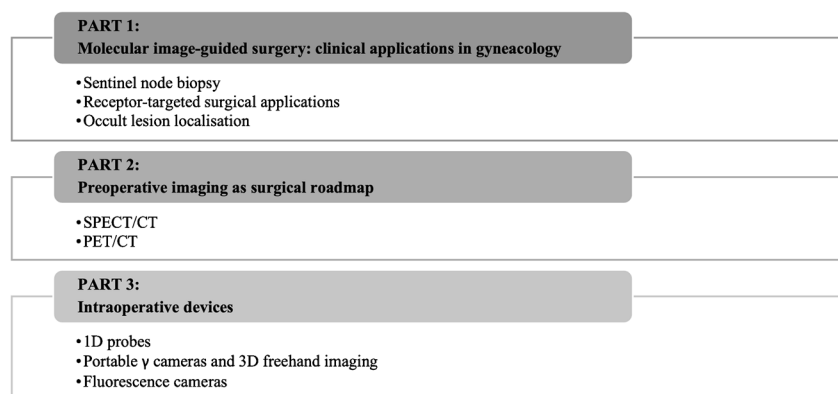 PART 1:
Molecular image-guided surgery: clinical applications in gyneacology
•Sentinel node biopsy
•Receptor-targeted surgical applications
•Occult lesion localisation
PART 2:
Preoperative imaging as surgical roadmap
•SPECT/CT
•PET/CT
PART 3:
Intraoperative devices
•1D probes
•Portable γ cameras and 3D freehand imaging
•Fluorescence cameras